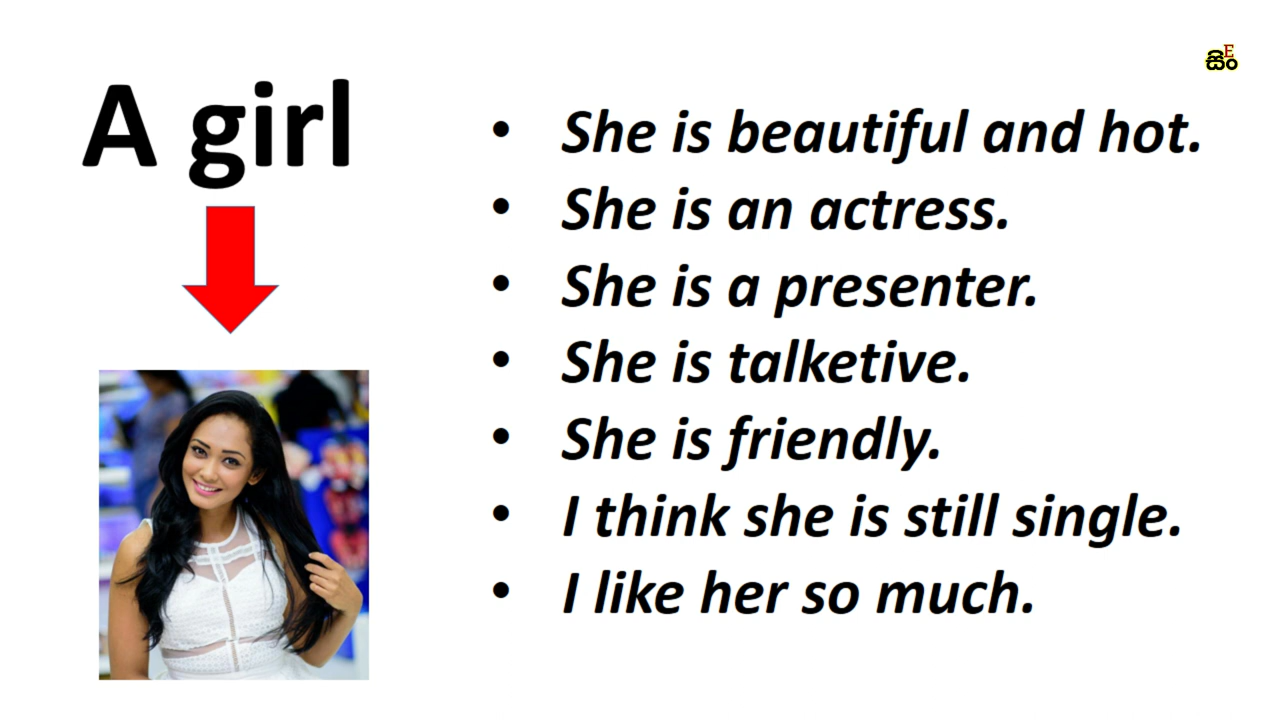 A girl
• She is beautiful and hot.
• She is an actress.
• She is a presenter.
• She is talketive.
• She is friendly.
• I think she is still single.
• I like her so much.
සිංE